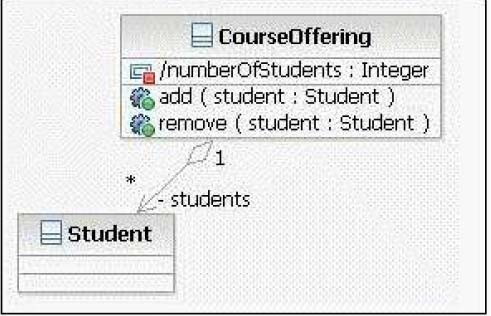 CourseOffering
/numberOfStudents : Integer
add ( student : Student )
remove ( student : Student )
1
*
- students
Student